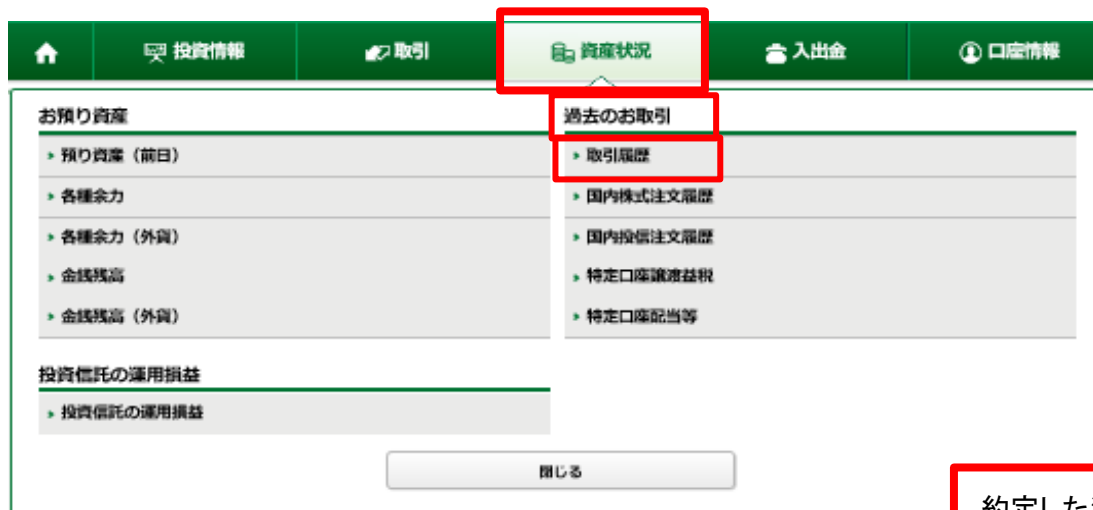 投資情報 取引 資産状況 入出金 口座情報
お預り資産
預り資産（前日）
各種余力
各種余力（外貨）
金銭残高
金銭残高（外貨）
過去のお取引
取引履歴
国内株式注文履歴
国内投信注文履歴
特定口座譲渡益税
特定口座配当等
投資信託の運用損益
投資信託の運用損益
閉じる
約定した